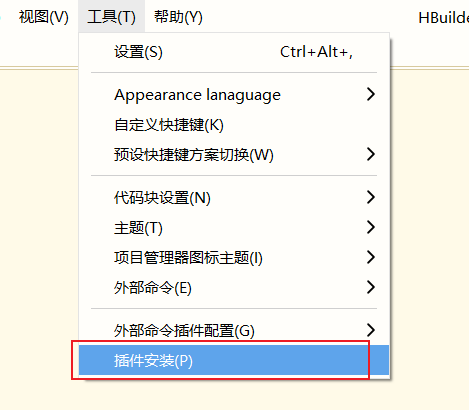 视图(V) 工具(T) 帮助(Y) HBuilde
设置(S) Ctrl+Alt+,
Appearance lanaguage
自定义快捷键(K)
预设快捷键方案切换(W)
代码块设置(N)
主题(T)
项目管理器图标主题(I)
外部命令(E)
外部命令插件配置(G)
插件安装(P)